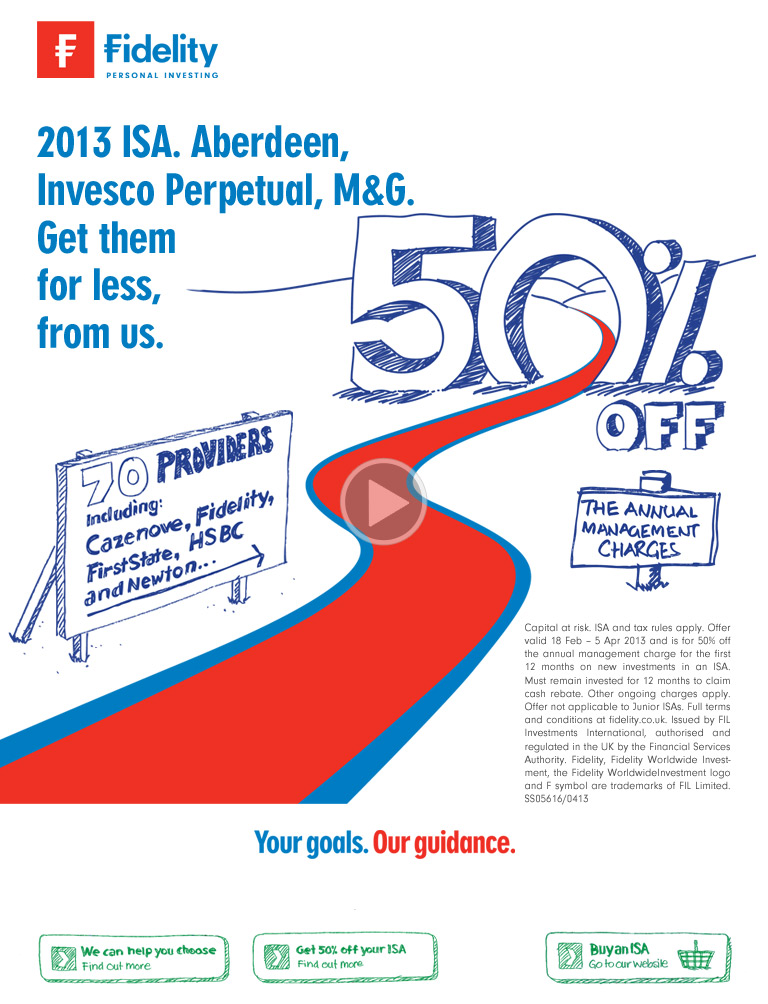 Fidelity
PERSONAL INVESTING
2013 ISA. Aberdeen,
Invesco Perpetual, M&G.
Get them
for less,
from us.
50%
OFF
70 PROVIDERS
Including:
Cazenove, Fidelity,
FirstState, HSBC
and Newton...
THE ANNUAL
MANAGEMENT
CHARGES
Capital at risk. ISA and tax rules apply. Offer
valid 18 Feb – 5 Apr 2013 and is for 50% off
the annual management charge for the first
12 months on new investments in an ISA.
Must remain invested for 12 months to claim
cash rebate. Other ongoing charges apply.
Offer not applicable to Junior ISAs. Full terms
and conditions at fidelity.co.uk. Issued by FIL
Investments International, authorised and
regulated in the UK by the Financial Services
Authority. Fidelity, Fidelity Worldwide Invest-
ment, the Fidelity WorldwideInvestment logo
and F symbol are trademarks of FIL Limited.
SS05616/0413
Your goals. Our guidance.
We can help you choose
Find out more
Get 50% off your ISA
Find out more
Buy an ISA
Go to our website